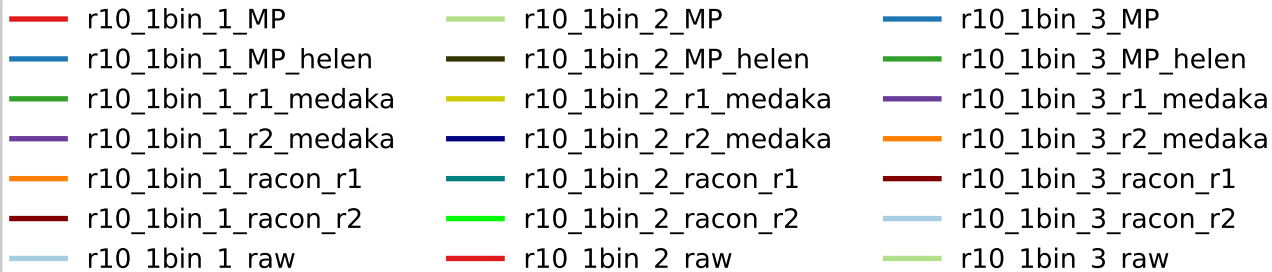 r10_1bin_1_MP
r10_1bin_1_MP_helen
r10_1bin_1_r1_medaka
r10_1bin_1_r2_medaka
r10_1bin_1_racon_r1
r10_1bin_1_racon_r2
r10_1bin_1_raw
r10_1bin_2_MP
r10_1bin_2_MP_helen
r10_1bin_2_r1_medaka
r10_1bin_2_r2_medaka
r10_1bin_2_racon_r1
r10_1bin_2_racon_r2
r10_1bin_2_raw
r10_1bin_3_MP
r10_1bin_3_MP_helen
r10_1bin_3_r1_medaka
r10_1bin_3_r2_medaka
r10_1bin_3_racon_r1
r10_1bin_3_racon_r2
r10_1bin_3_raw